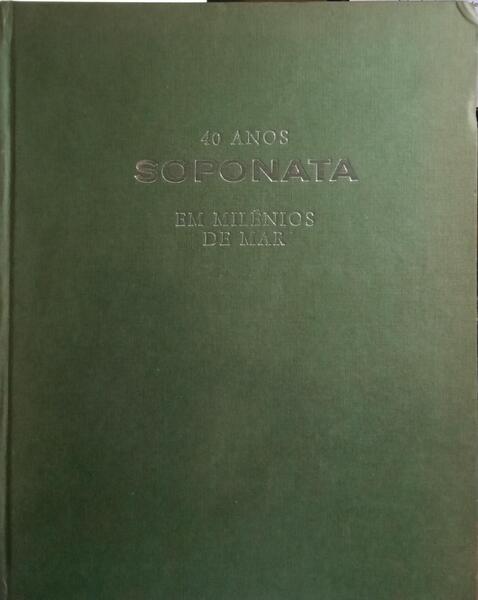 40 ANOS
SOPONATA
EM MILÉNIOS
DE MAR